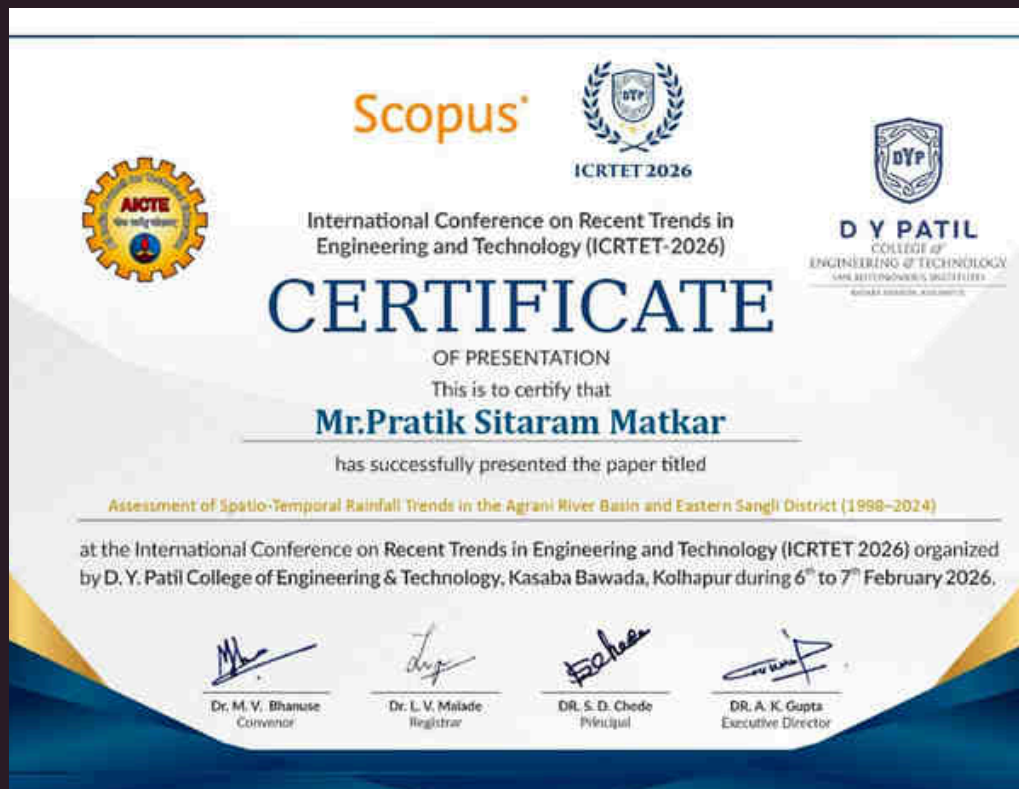 Scopus
DYP
ICRTET 2026
AICTE
DYP
D Y PATIL
COLLEGE OF
ENGINEERING & TECHNOLOGY
International Conference on Recent Trends in
Engineering and Technology (ICRTET-2026)
CERTIFICATE
OF PRESENTATION
This is to certify that
Mr.Pratik Sitaram Matkar
has successfully presented the paper titled
Assessment of Spatio-Temporal Rainfall Trends in the Agrani River Basin and Eastern Sangli District (1998–2024)
at the International Conference on Recent Trends in Engineering and Technology (ICRTET 2026) organized
by D. Y. Patil College of Engineering & Technology, Kasaba Bawada, Kolhapur during 6th to 7th February 2026.
Dr. M. V. Bhanuse
Convenor
Dr. L. V. Malade
Registrar
DR. S. D. Chede
Principal
DR. A. K. Gupta
Executive Director